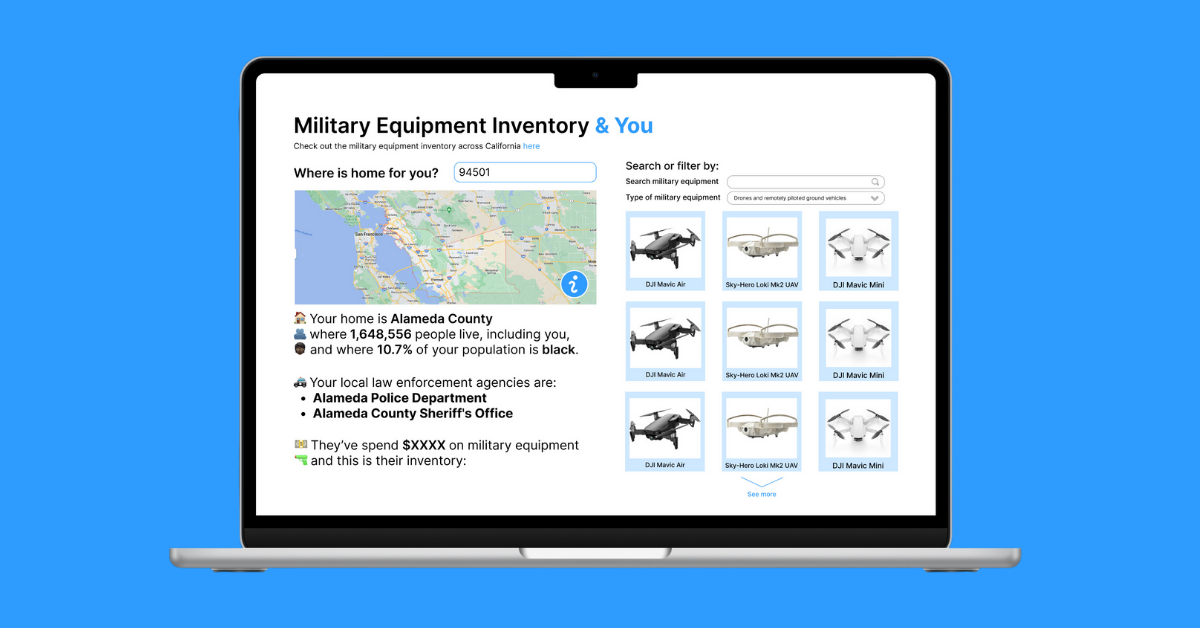 Military Equipment Inventory & You
Check out the military equipment inventory across California here
Where is home for you?
94501
San Francisco
🏠 Your home is Alameda County
👥 where 1,648,556 people live, including you,
and where 10.7% of your population is black.
🚓 Your local law enforcement agencies are:
• Alameda Police Department
• Alameda County Sheriff's Office
💵 They've spend $XXXX on military equipment
🔫 and this is their inventory:
Search or filter by:
Search military equipment
Type of military equipment
Drones and remotely piloted ground vehicles
DJI Mavic Air
Sky-Hero Loki Mk2 UAV
DJI Mavic Mini
DJI Mavic Air
Sky-Hero Loki Mk2 UAV
DJI Mavic Mini
DJI Mavic Air
Sky-Hero Loki Mk2 UAV
DJI Mavic Mini
See more